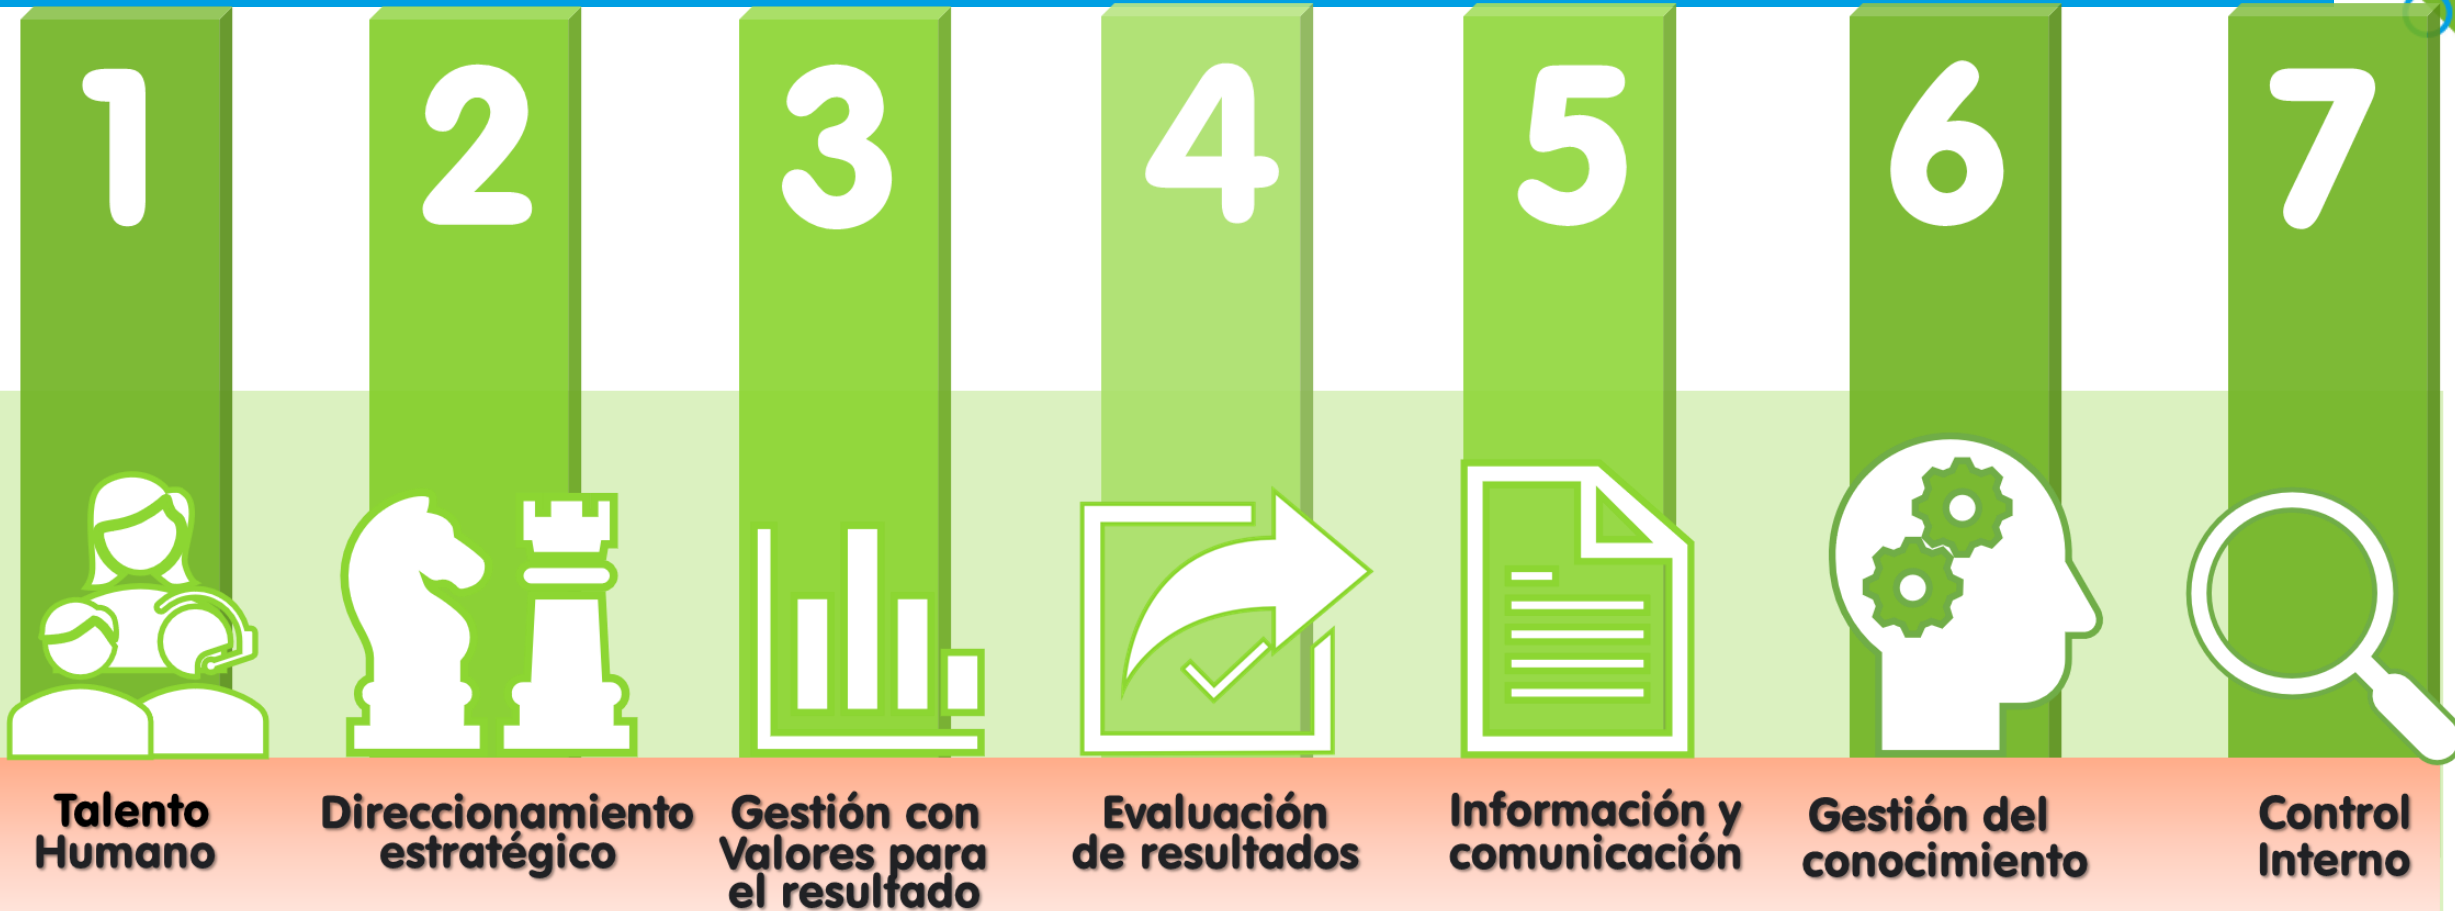 1
2
3
4
5
6
7
Talento
Humano
Direccionamiento
estratégico
Gestión con
Valores para
el resultado
Evaluación
de resultados
Información y
comunicación
Gestión del
conocimiento
Control
Interno